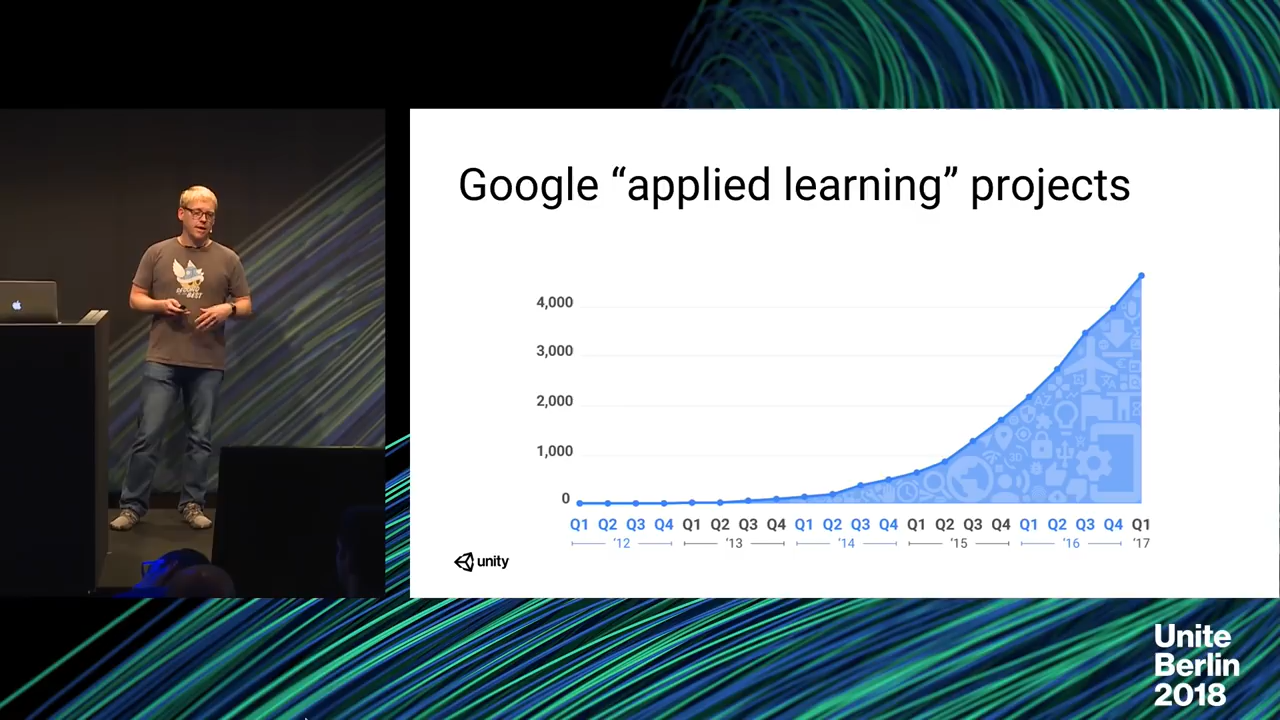 Google “applied learning” projects
4,000
3,000
2,000
1,000
0
Q1 Q2 Q3 Q4 Q1 Q2 Q3 Q4 Q1 Q2 Q3 Q4 Q1 Q2 Q3 Q4 Q1 Q2 Q3 Q4 Q1
'12 '13 '14 '15 '16 '17
unity
Unite
Berlin
2018